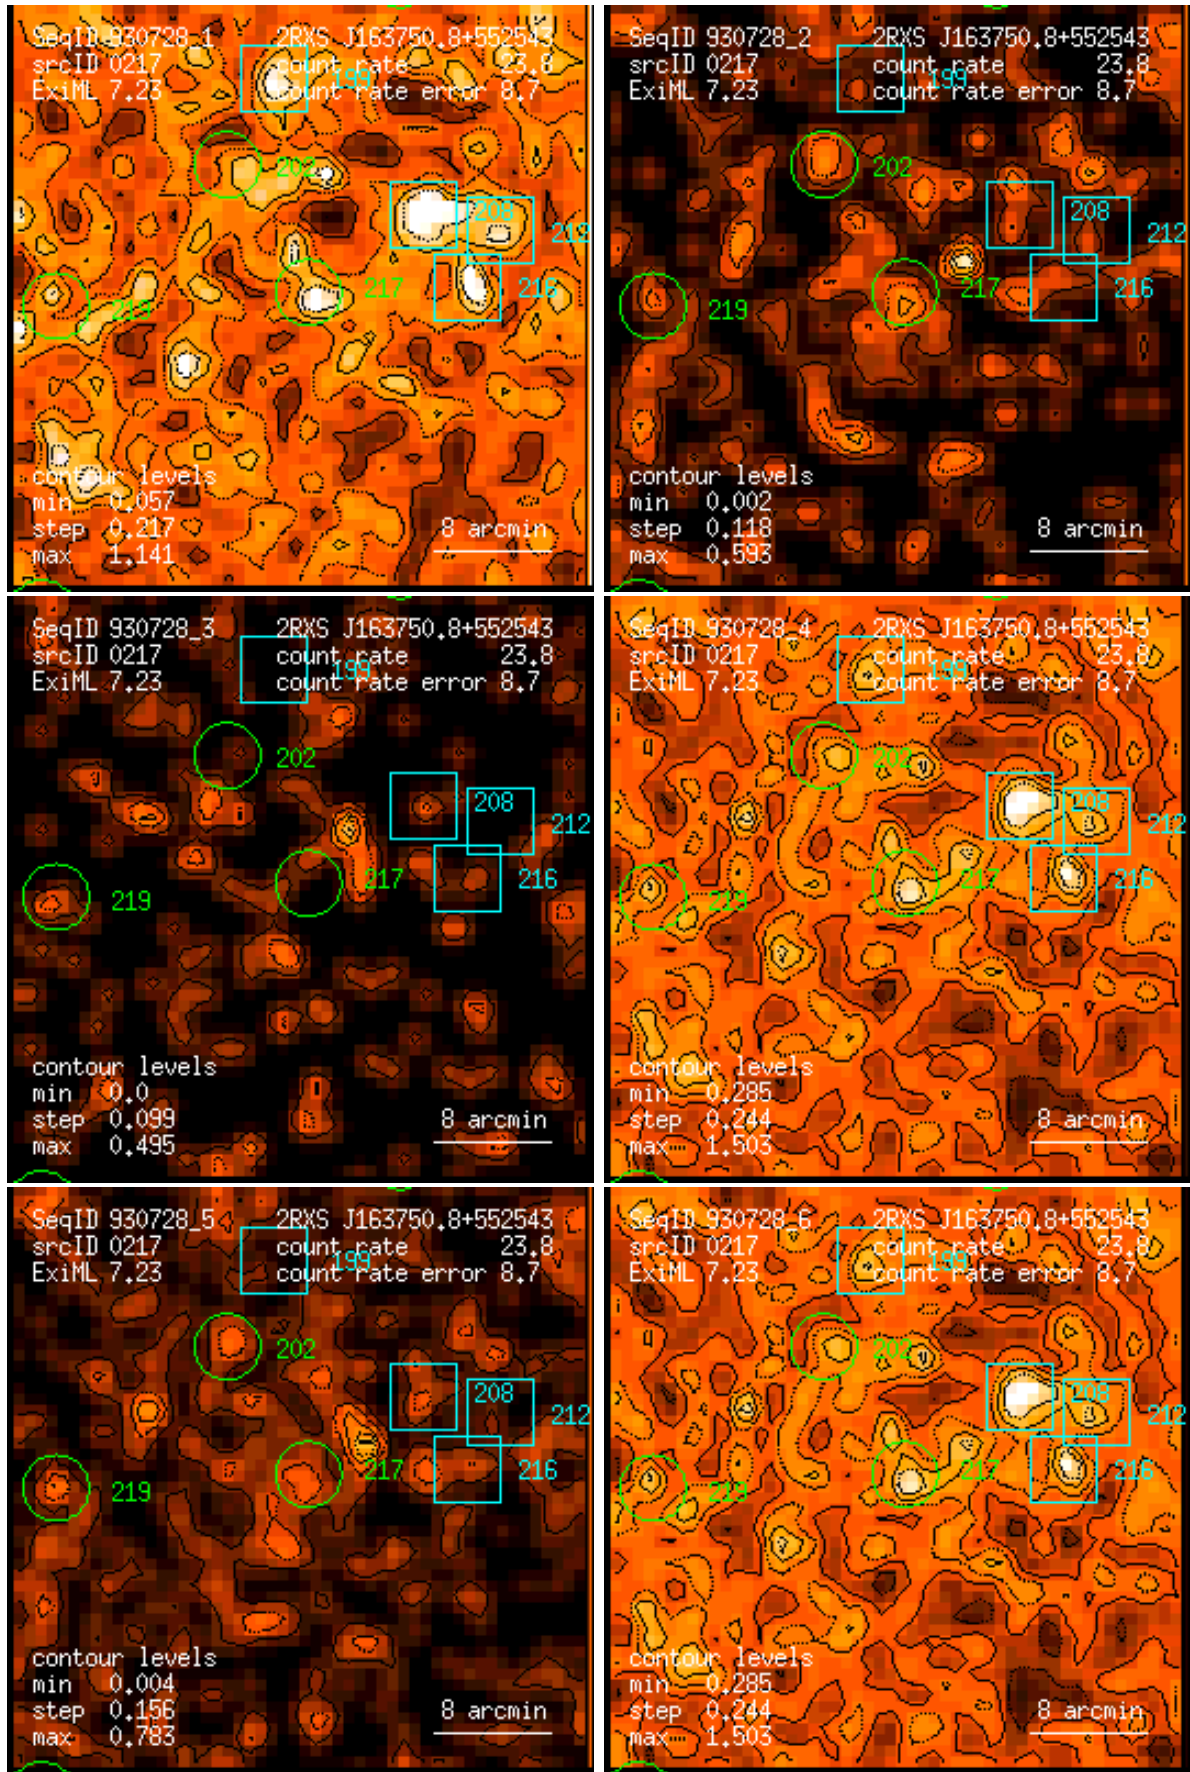 SeqID 930728_1 2RXS J163750.8+552543
srcID 0217 count rate 23.8
ExiML 7.23 count rate error 8.7
199
202
208
212
217
216
219
contour levels
min 0.057
step 0.217
max 1.141
8 arcmin
SeqID 930728_2 2RXS J163750.8+552543
srcID 0217 count rate 23.8
ExiML 7.23 count rate error 8.7
199
202
208
212
217
216
219
contour levels
min 0.002
step 0.118
max 0.593
8 arcmin
SeqID 930728_3 2RXS J163750.8+552543
srcID 0217 count rate 23.8
ExiML 7.23 count rate error 8.7
199
202
208
212
217
216
219
contour levels
min 0.0
step 0.099
max 0.495
8 arcmin
SeqID 930728_4 2RXS J163750.8+552543
srcID 0217 count rate 23.8
ExiML 7.23 count rate error 8.7
199
202
208
212
217
216
219
contour levels
min 0.285
step 0.244
max 1.503
8 arcmin
SeqID 930728_5 2RXS J163750.8+552543
srcID 0217 count rate 23.8
ExiML 7.23 count rate error 8.7
199
202
208
212
217
216
219
contour levels
min 0.004
step 0.156
max 0.783
8 arcmin
SeqID 930728_6 2RXS J163750.8+552543
srcID 0217 count rate 23.8
ExiML 7.23 count rate error 8.7
199
202
208
212
217
216
219
contour levels
min 0.285
step 0.244
max 1.503
8 arcmin